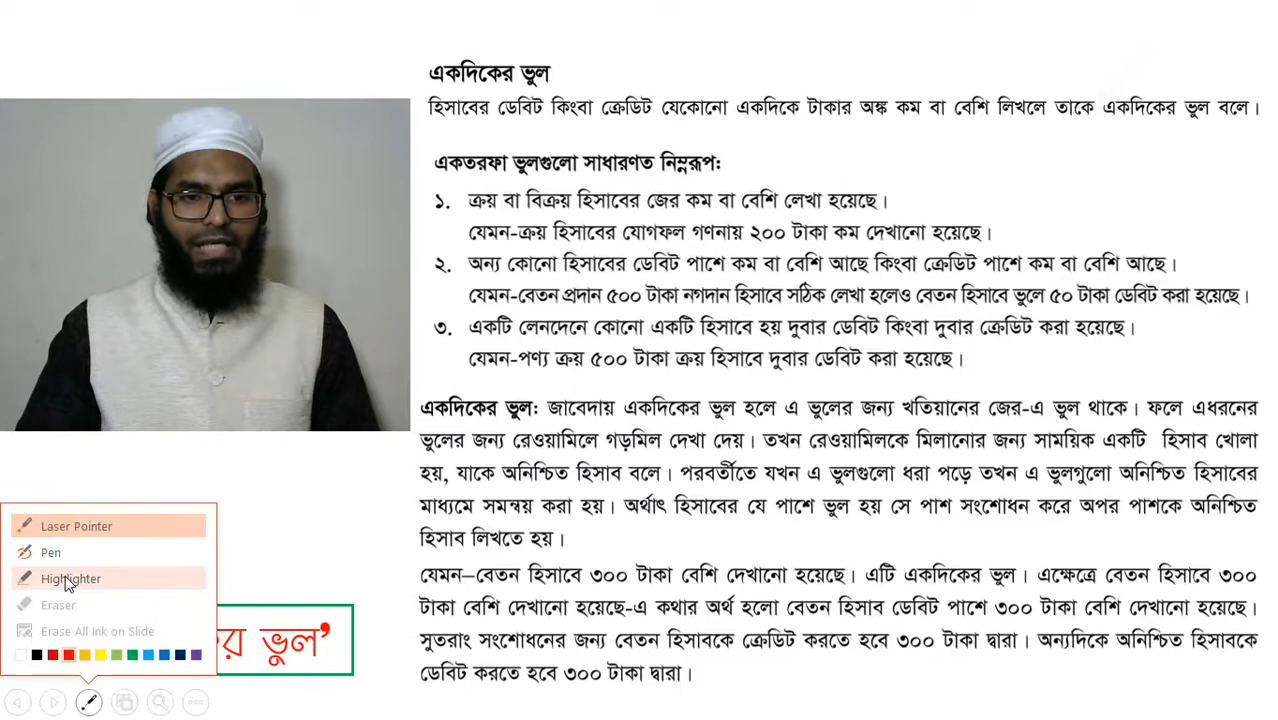 একদিকের ভুল
হিসাবের ডেবিট কিংবা ক্রেডিট যেকোনো একদিকে টাকার অঙ্ক কম বা বেশি লিখলে তাকে একদিকের ভুল বলে।
একতরফা ভুলগুলো সাধারণত নিম্নরূপ:
১. ক্রয় বা বিক্রয় হিসাবের জের কম বা বেশি লেখা হয়েছে।
যেমন-ক্রয় হিসাবের যোগফল গণনায় ২০০ টাকা কম দেখানো হয়েছে।
২. অন্য কোনো হিসাবের ডেবিট পাশে কম বা বেশি আছে কিংবা ক্রেডিট পাশে কম বা বেশি আছে।
যেমন-বেতন প্রদান ৫০০ টাকা নগদান হিসাবে সঠিক লেখা হলেও বেতন হিসাবে ভুলে ৫০ টাকা ডেবিট করা হয়েছে।
৩. একটি লেনদেনে কোনো একটি হিসাবে হয় দুবার ডেবিট কিংবা দুবার ক্রেডিট করা হয়েছে।
যেমন-পণ্য ক্রয় ৫০০ টাকা ক্রয় হিসাবে দুবার ডেবিট করা হয়েছে।
একদিকের ভুল: জাবেদায় একদিকের ভুল হলে এ ভুলের জন্য খতিয়ানের জের-এ ভুল থাকে। ফলে এধরনের
ভুলের জন্য রেওয়ামিলে গড়মিল দেখা দেয়। তখন রেওয়ামিলকে মিলানোর জন্য সাময়িক একটি হিসাব খোলা
হয়, যাকে অনিশ্চিত হিসাব বলে। পরবর্তীতে যখন এ ভুলগুলো ধরা পড়ে তখন এ ভুলগুলো অনিশ্চিত হিসাবের
মাধ্যমে সমন্বয় করা হয়। অর্থাৎ হিসাবের যে পাশে ভুল হয় সে পাশ সংশোধন করে অপর পাশকে অনিশ্চিত
হিসাব লিখতে হয়।
যেমন–বেতন হিসাবে ৩০০ টাকা বেশি দেখানো হয়েছে। এটি একদিকের ভুল। এক্ষেত্রে বেতন হিসাবে ৩০০
টাকা বেশি দেখানো হয়েছে-এ কথার অর্থ হলো বেতন হিসাব ডেবিট পাশে ৩০০ টাকা বেশি দেখানো হয়েছে।
সুতরাং সংশোধনের জন্য বেতন হিসাবকে ক্রেডিট করতে হবে ৩০০ টাকা দ্বারা। অন্যদিকে অনিশ্চিত হিসাবকে
ডেবিট করতে হবে ৩০০ টাকা দ্বারা।
Laser Pointer
Pen
Highlighter
Eraser
Erase All Ink on Slide
ভুল’